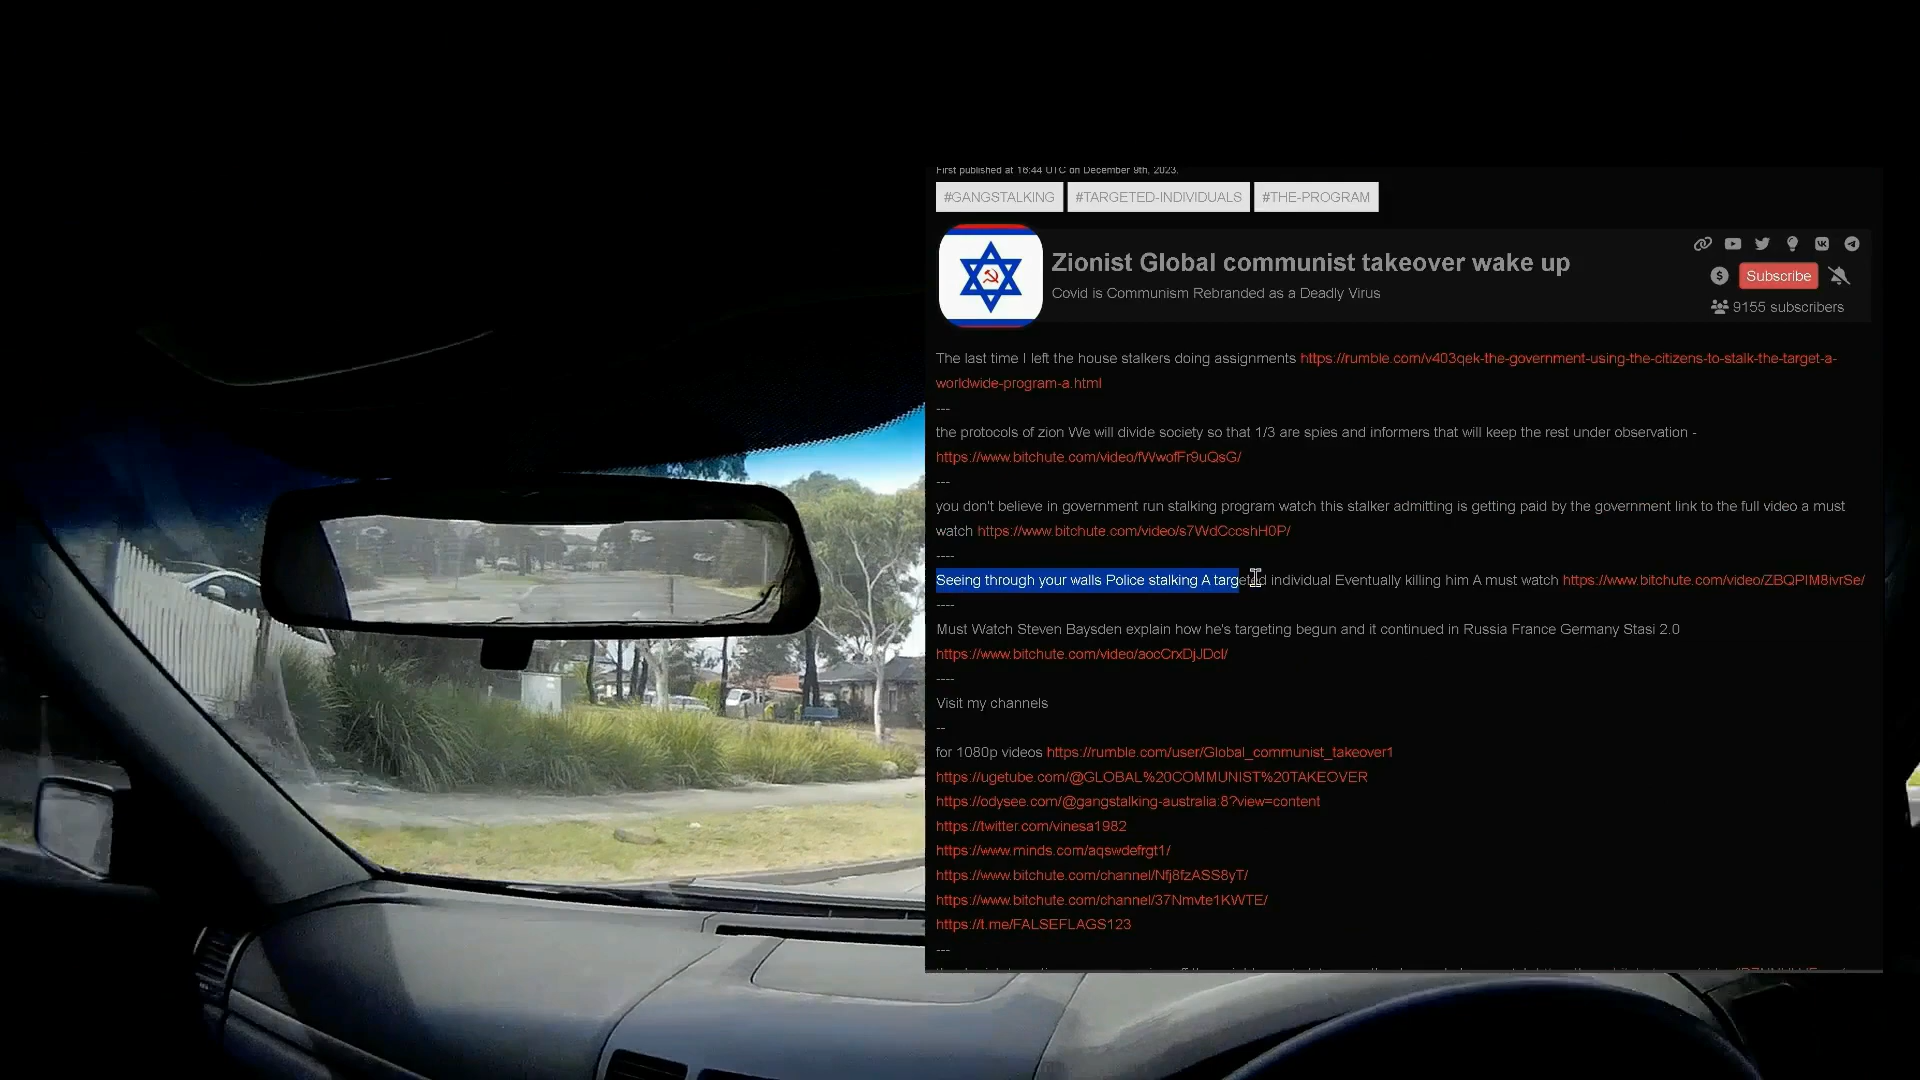 First published at 16:44 UTC on December 9th, 2023.
#GANGSTALKING #TARGETED-INDIVIDUALS #THE-PROGRAM
Zionist Global communist takeover wake up
Covid is Communism Rebranded as a Deadly Virus
Subscribe
9155 subscribers
The last time I left the house stalkers doing assignments https://rumble.com/v403qek-the-government-using-the-citizens-to-stalk-the-target-a-
worldwide-program-a.html
---
the protocols of zion We will divide society so that 1/3 are spies and informers that will keep the rest under observation -
https://www.bitchute.com/video/fWwofFr9uQsG/
---
you don't believe in government run stalking program watch this stalker admitting is getting paid by the government link to the full video a must
watch https://www.bitchute.com/video/s7WdCccshH0P/
----
Seeing through your walls Police stalking A targeted individual Eventually killing him A must watch https://www.bitchute.com/video/ZBQPIM8ivrSe/
----
Must Watch Steven Baysden explain how he's targeting begun and it continued in Russia France Germany Stasi 2.0
https://www.bitchute.com/video/aocCrxDjJDcI/
----
Visit my channels
--
for 1080p videos https://rumble.com/user/Global_communist_takeover1
https://ugetube.com/@GLOBAL%20COMMUNIST%20TAKEOVER
https://odysee.com/@gangstalking-australia:8?view=content
https://twitter.com/vinesa1982
https://www.minds.com/aqswdefrgt1/
https://www.bitchute.com/channel/Nfj8fzASS8yT/
https://www.bitchute.com/channel/37Nmvte1KWTE/
https://t.me/FALSEFLAGS123
---